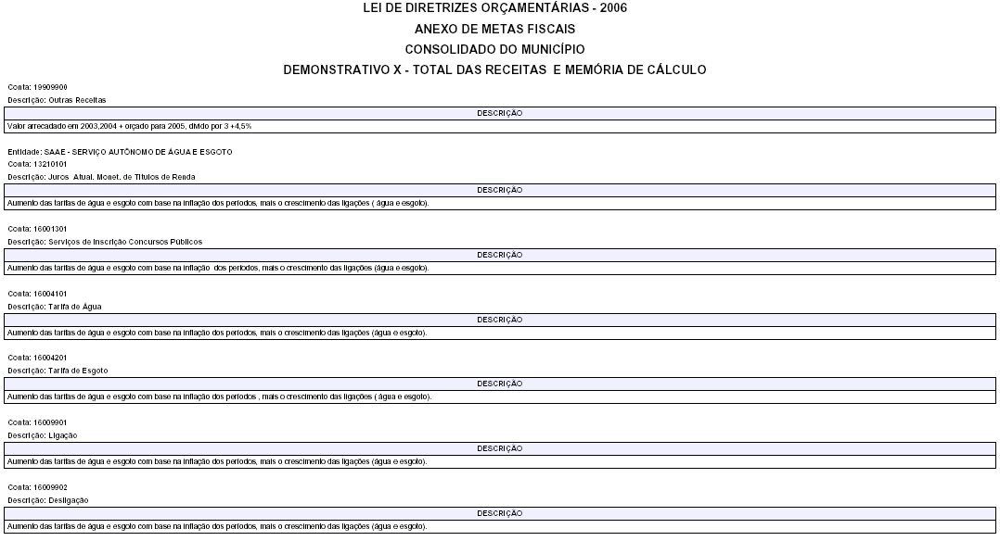 LEI DE DIRETRIZES ORÇAMENTÁRIAS - 2006
ANEXO DE METAS FISCAIS
CONSOLIDADO DO MUNICÍPIO
DEMONSTRATIVO X - TOTAL DAS RECEITAS E MEMÓRIA DE CÁLCULO
Conta: 19909900
Descrição: Outras Receitas
DESCRIÇÃO
Valor arrecadado em 2003,2004 + orçado para 2005, divido por 3 +4,5%
Entidade: SAAE - SERVIÇO AUTÔNOMO DE ÁGUA E ESGOTO
Conta: 13210101
Descrição: Juros Atual. Monet. de Títulos de Renda
DESCRIÇÃO
Aumento das tarifas de água e esgoto com base na inflação dos períodos, mais o crescimento das ligações ( água e esgoto).
Conta: 16001301
Descrição: Serviços de Inscrição Concursos Públicos
DESCRIÇÃO
Aumento das tarifas de água e esgoto com base na inflação dos períodos, mais o crescimento das ligações (água e esgoto).
Conta: 16004101
Descrição: Tarifa de Água
DESCRIÇÃO
Aumento das tarifas de água e esgoto com base na inflação dos períodos, mais o crescimento das ligações (água e esgoto).
Conta: 16004201
Descrição: Tarifa de Esgoto
DESCRIÇÃO
Aumento das tarifas de água e esgoto com base na inflação dos períodos , mais o crescimento das ligações ( água e esgoto).
Conta: 16009901
Descrição: Ligação
DESCRIÇÃO
Aumento das tarifas de água e esgoto com base na inflação dos períodos, mais o crescimento das ligações (água e esgoto).
Conta: 16009902
Descrição: Desligação
DESCRIÇÃO
Aumento das tarifas de água e esgoto com base na inflação dos períodos, mais o crescimento das ligações (água e esgoto).